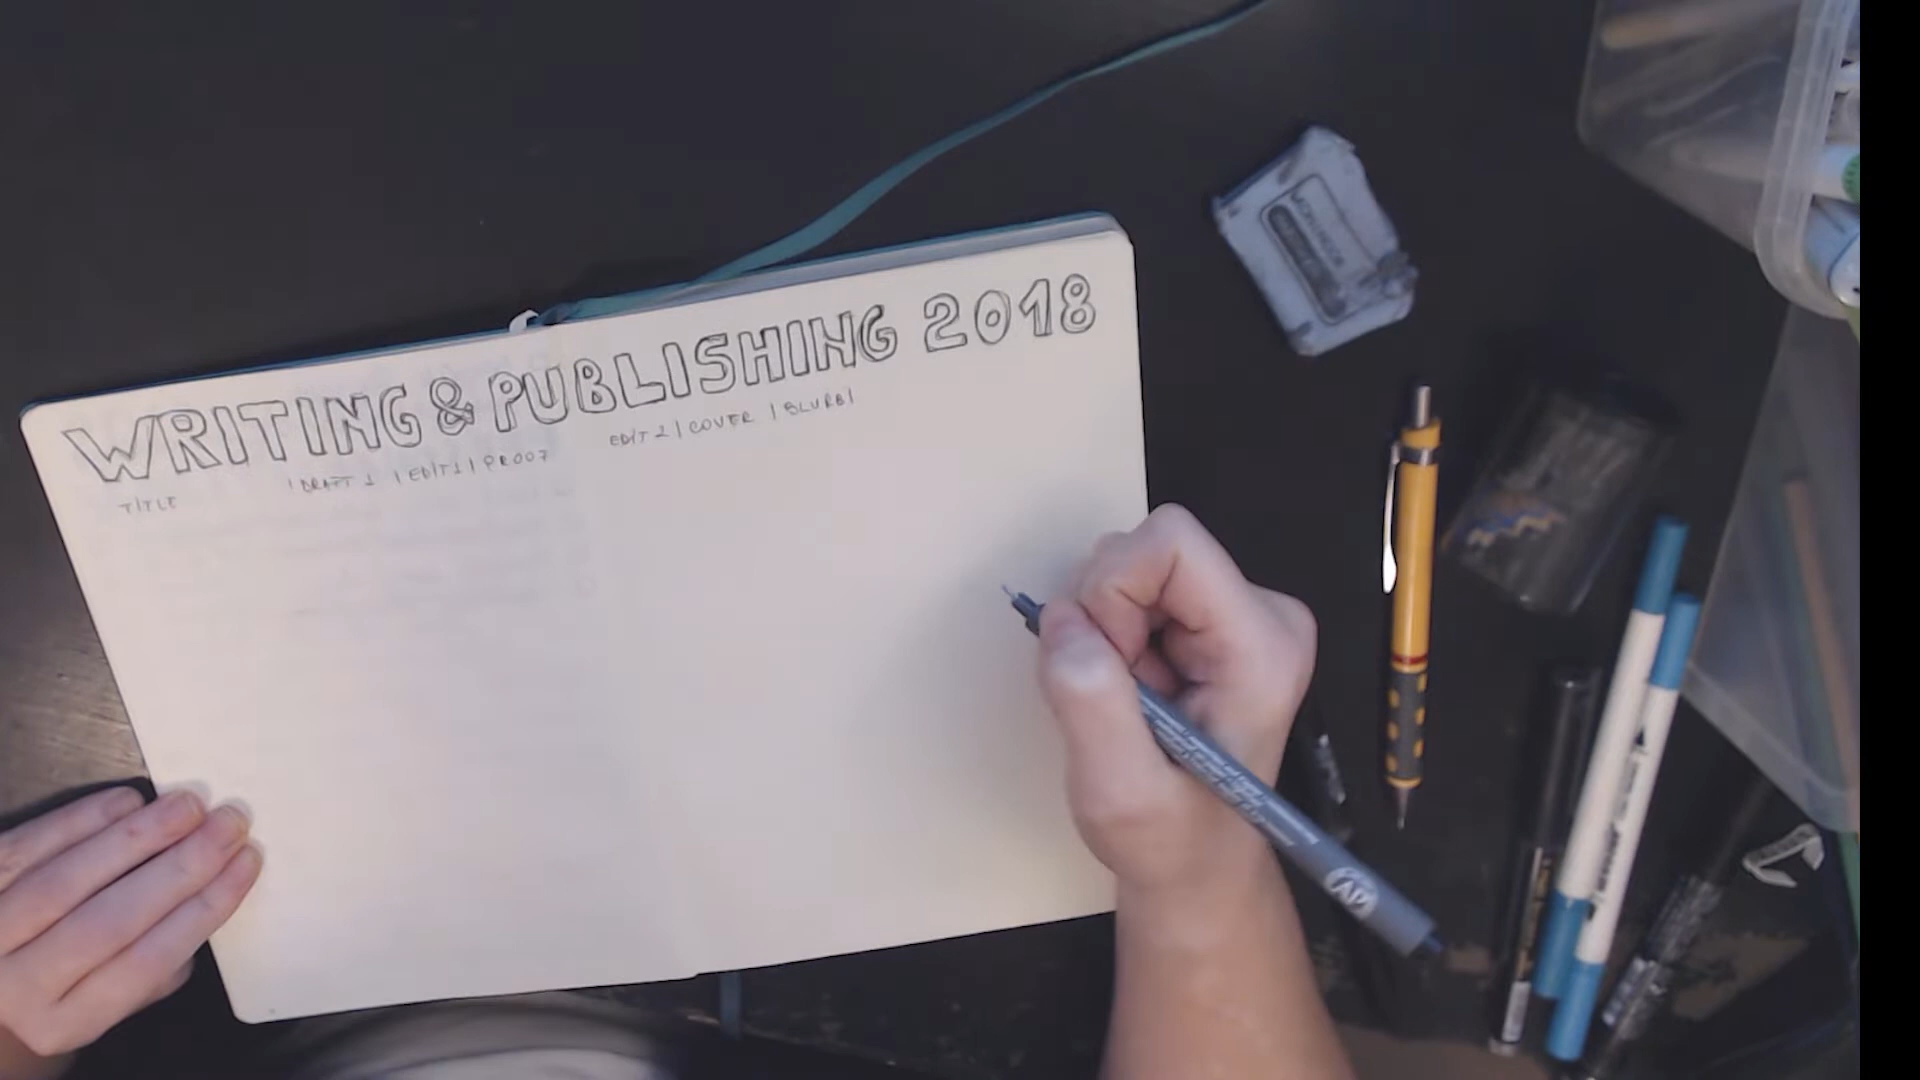 WRITING & PUBLISHING 2018
TITLE | DRAFT 1 | EDIT 1 | PROOF EDIT 2 | COVER | BLURB |